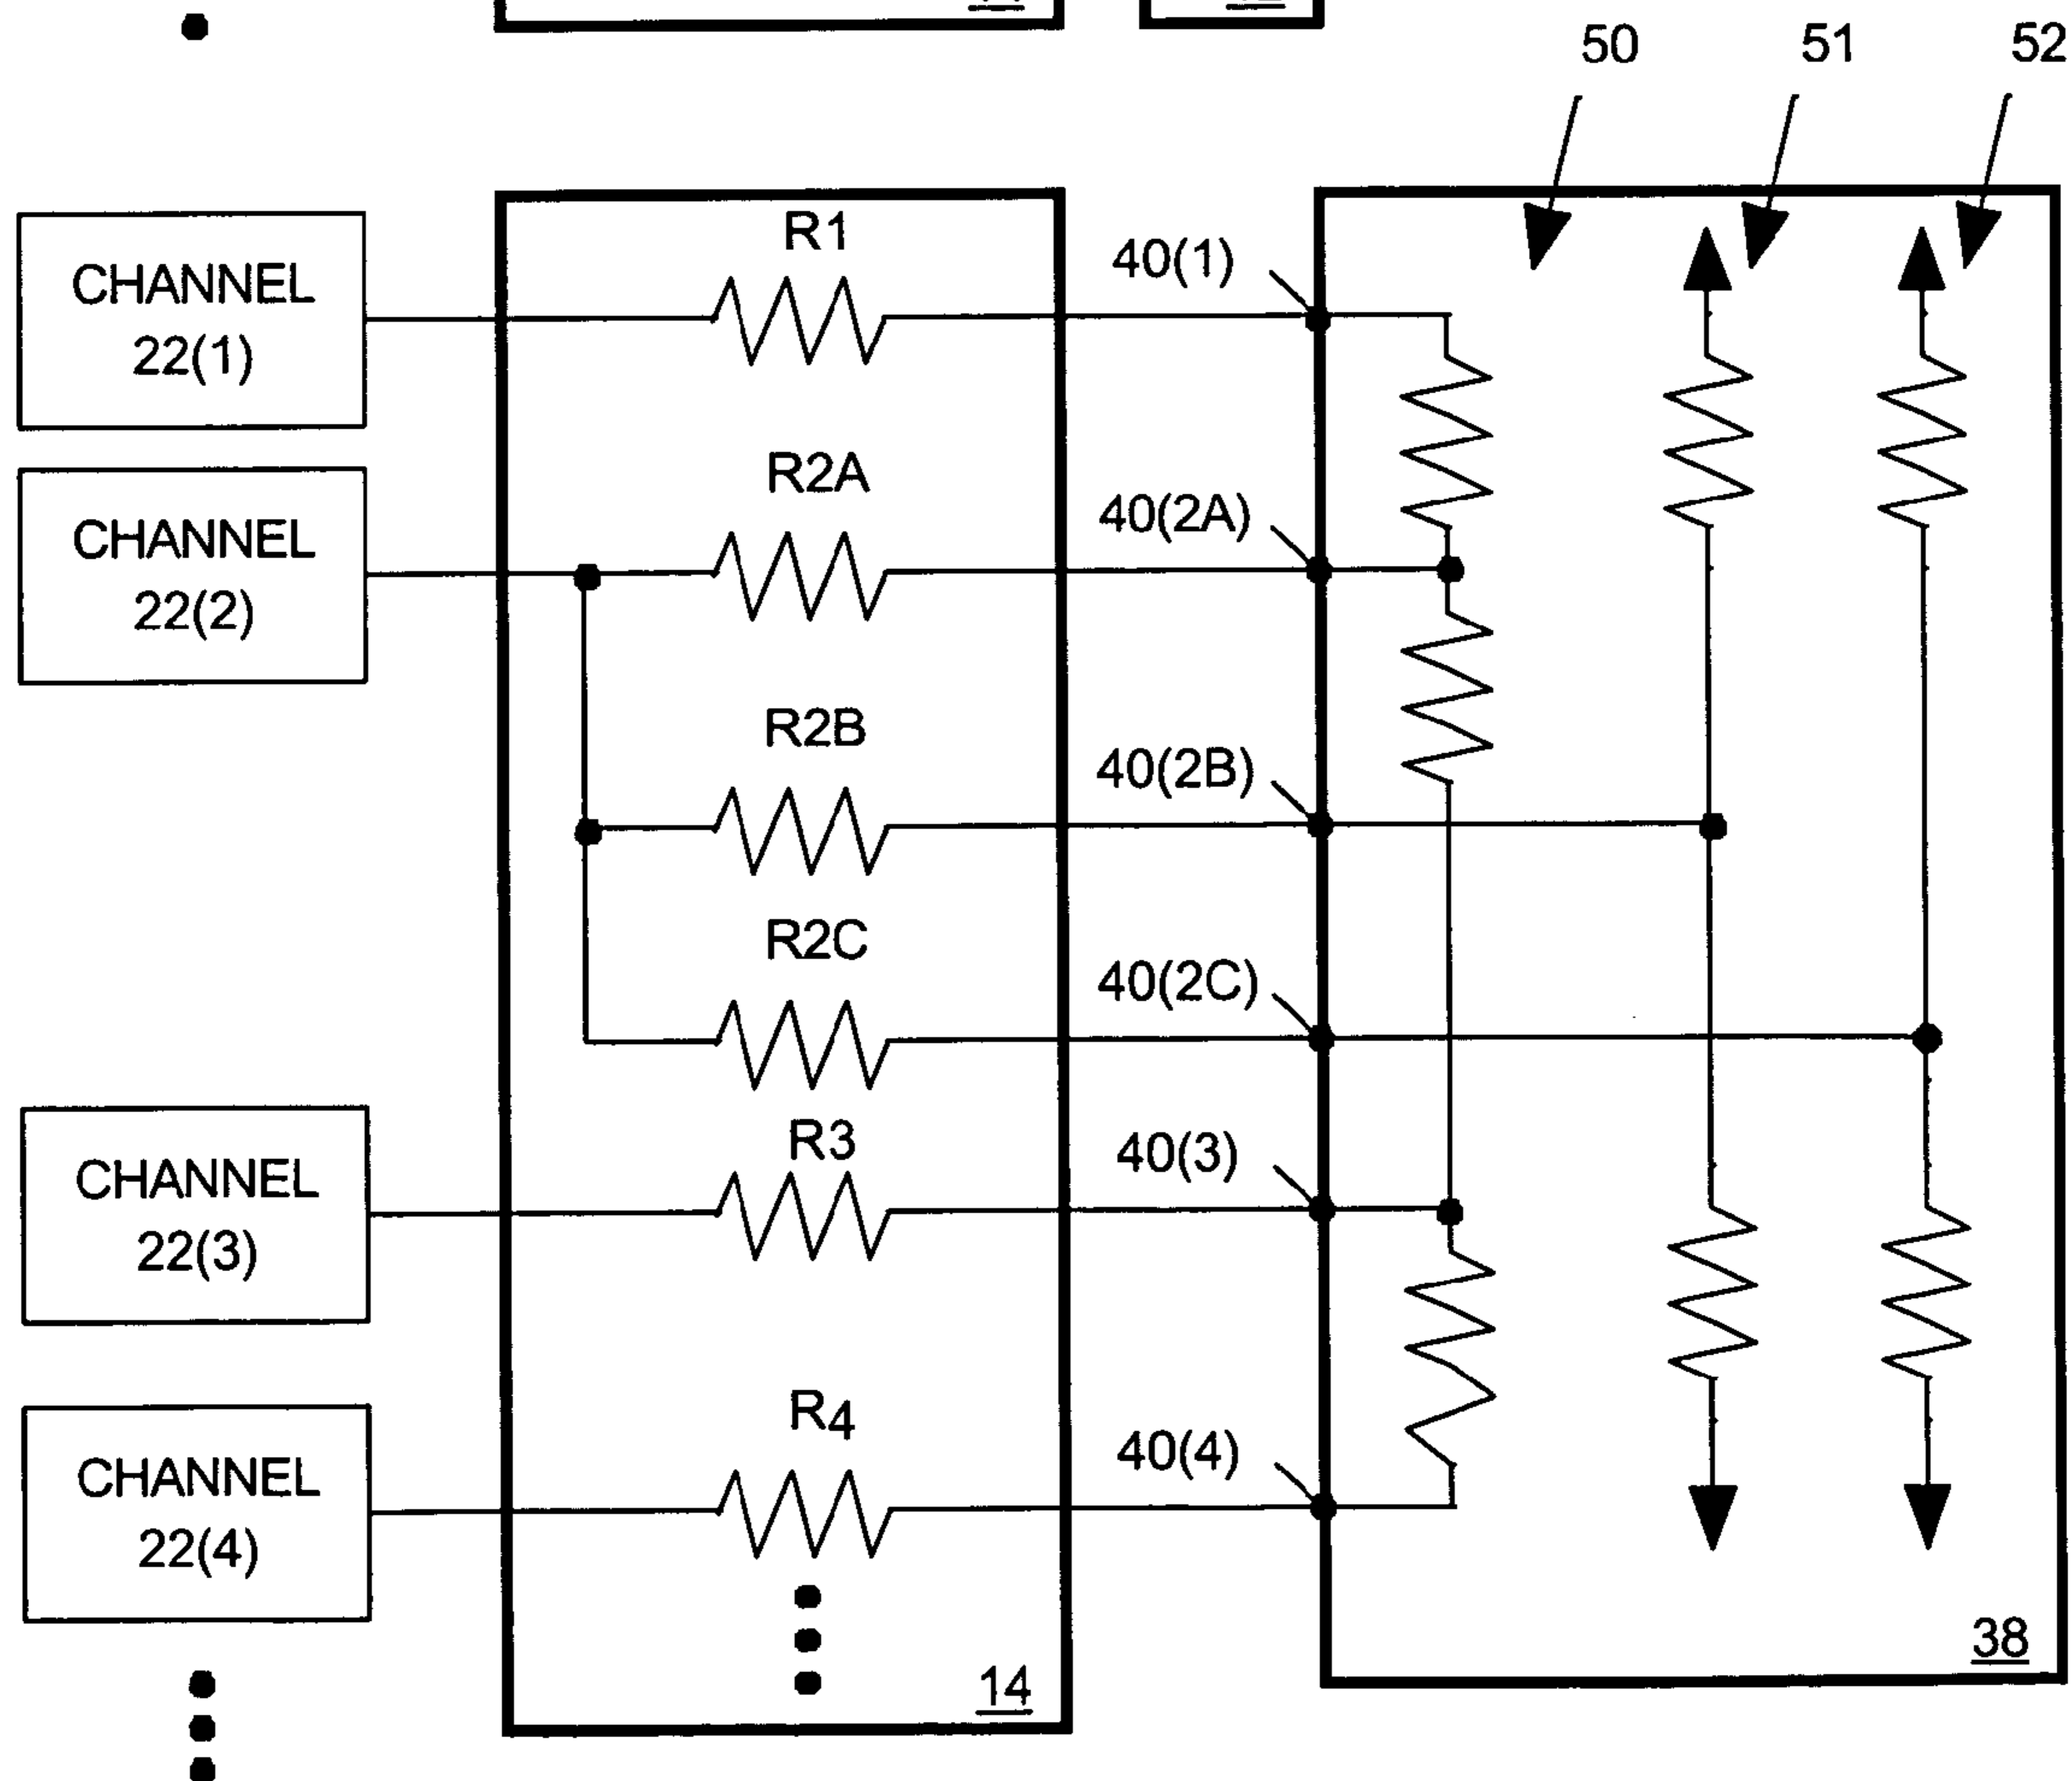 50 51 52
CHANNEL
22(1)
R1
40(1)
CHANNEL
22(2)
R2A
40(2A)
R2B
40(2B)
R2C
40(2C)
CHANNEL
22(3)
R3
40(3)
CHANNEL
22(4)
R4
40(4)
14
38